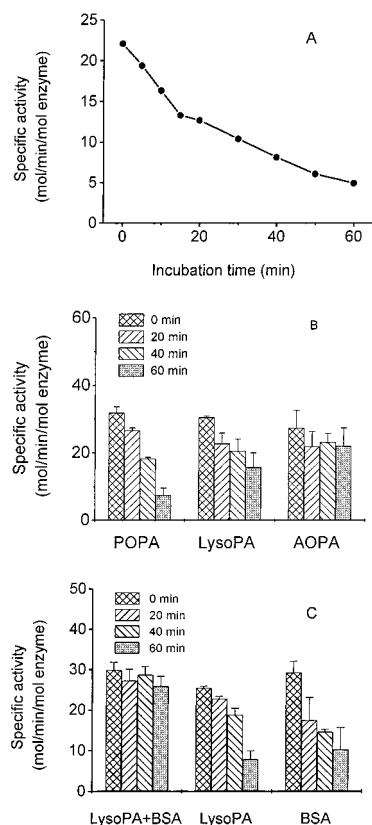 A
Specific activity
(mol/min/mol enzyme)
25
20
15
10
5
0
0 20 40 60
Incubation time (min)
B
0 min
20 min
40 min
60 min
Specific activity
(mol/min/mol enzyme)
60
40
20
0
POPA LysoPA AOPA
C
0 min
20 min
40 min
60 min
Specific activity
(mol/min/mol enzyme)
50
40
30
20
10
0
LysoPA+BSA LysoPA BSA